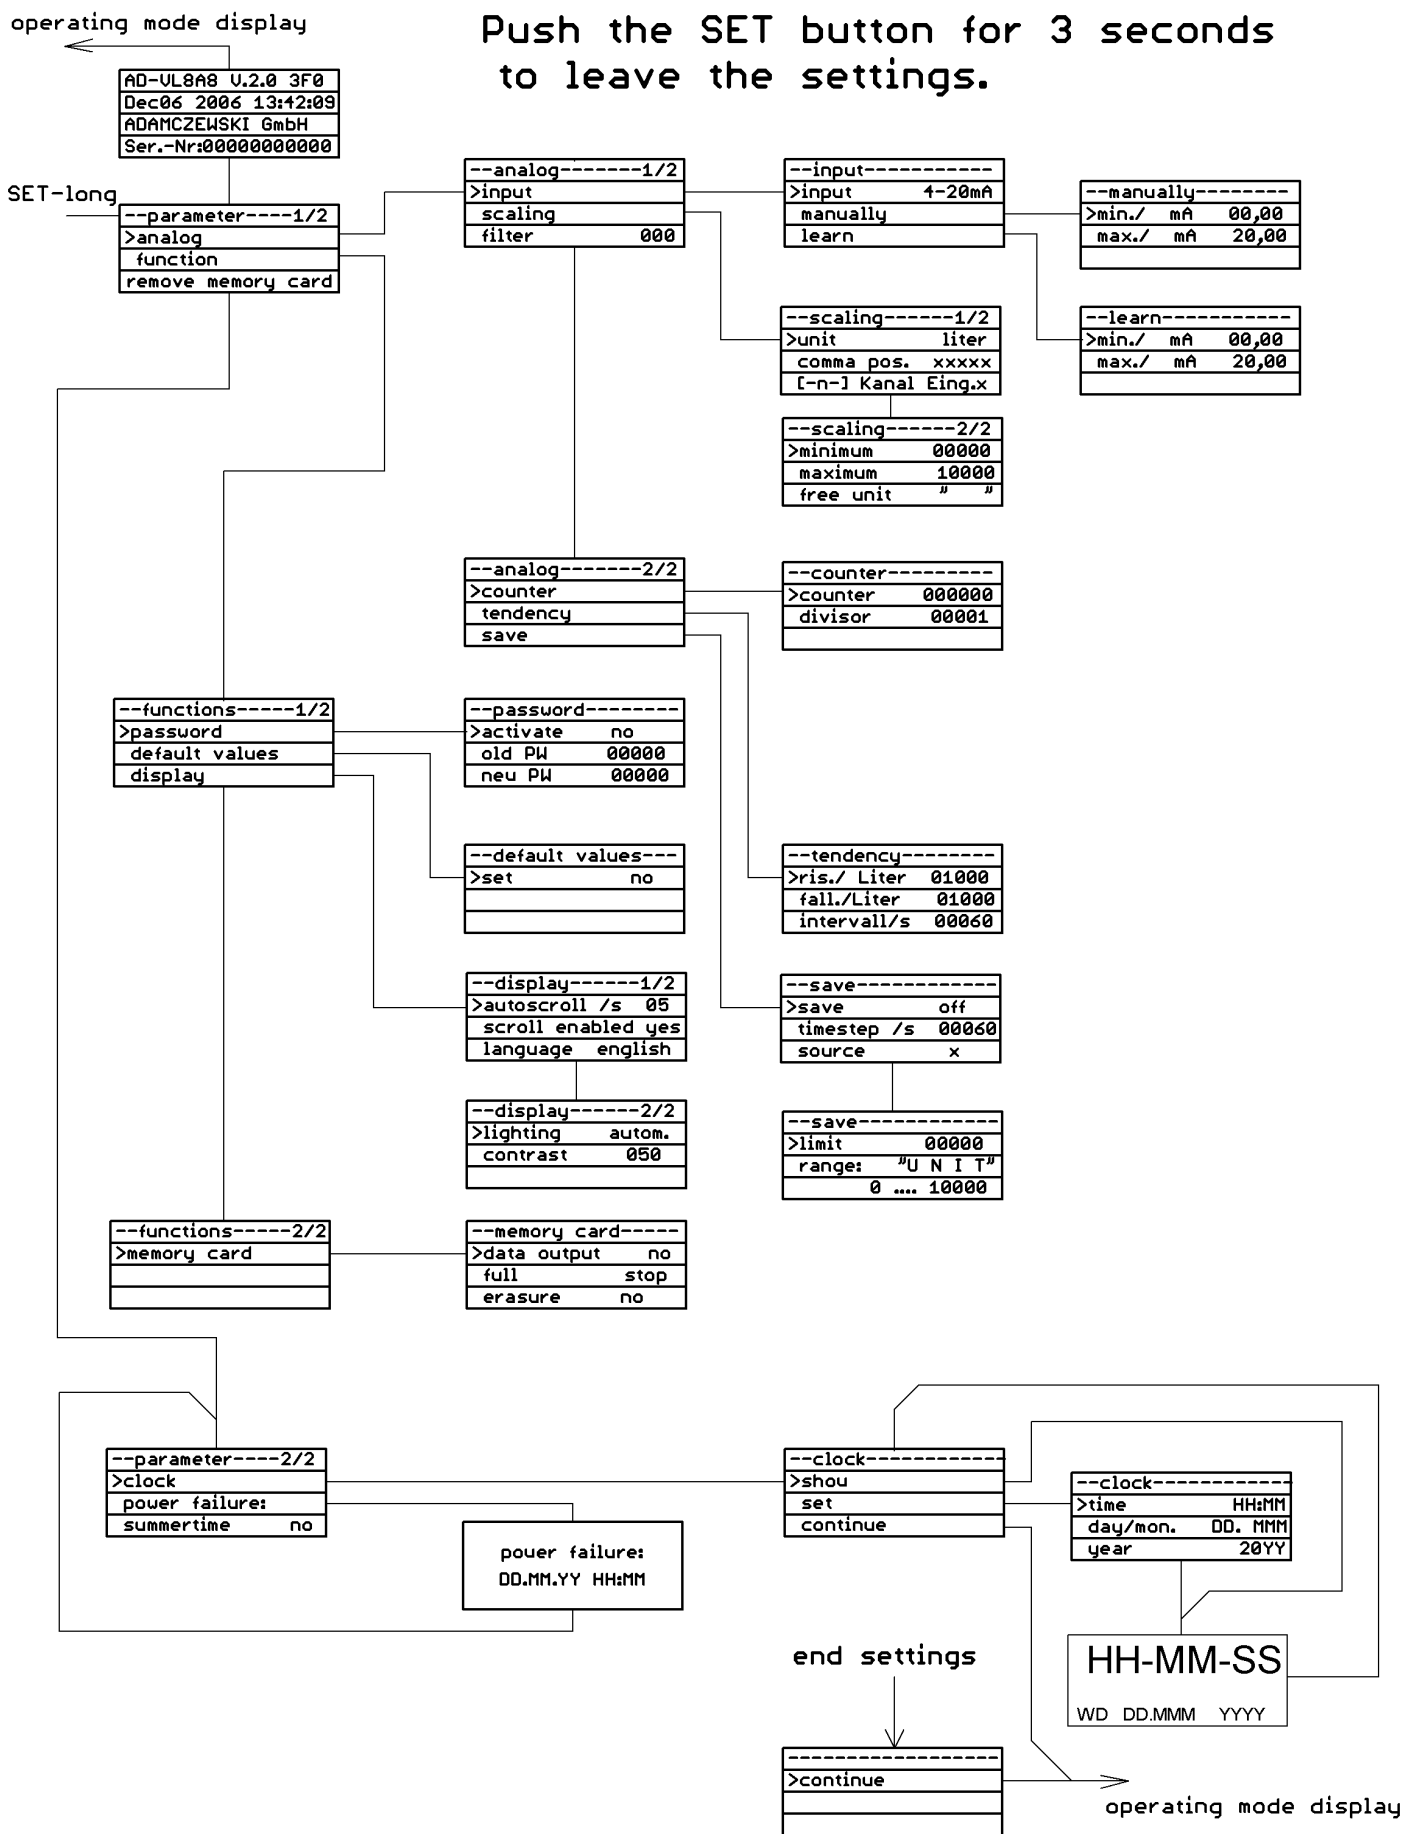 operating mode display
Push the SET button for 3 seconds
to leave the settings.
AD-VL8A8 V.2.0 3F0
Dec06 2006 13:42:09
ADAMCZEWSKI GmbH
Ser.-Nr:00000000000
SET-long
--parameter----1/2
>analog
function
remove memory card
--analog-------1/2
>input
scaling
filter 000
--input-----------
>input 4-20mA
manually
learn
--manually--------
>min./ mA 00,00
max./ mA 20,00
--scaling------1/2
>unit liter
comma pos. xxxxx
[-n-] Kanal Eing.x
--learn-----------
>min./ mA 00,00
max./ mA 20,00
--scaling------2/2
>minimum 00000
maximum 10000
free unit " "
--analog-------2/2
>counter
tendency
save
--counter---------
>counter 000000
divisor 00001
--functions-----1/2
>password
default values
display
--password--------
>activate no
old PW 00000
neu PW 00000
--default values---
>set no
--tendency--------
>ris./ Liter 01000
fall./Liter 01000
intervall/s 00060
--display------1/2
>autoscroll /s 05
scroll enabled yes
language english
--save------------
>save off
timestep /s 00060
source x
--display------2/2
>lighting autom.
contrast 050
--save------------
>limit 00000
range: "U N I T"
0 .... 10000
--functions-----2/2
>memory card
--memory card-----
>data output no
full stop
erasure no
--parameter----2/2
>clock
power failure:
summertime no
power failure:
DD.MM.YY HH:MM
--clock------------
>shou
set
continue
--clock------------
>time HH:MM
day/mon. DD. MMM
year 20YY
HH-MM-SS
WD DD.MMM YYYY
end settings
------------------
>continue
operating mode display